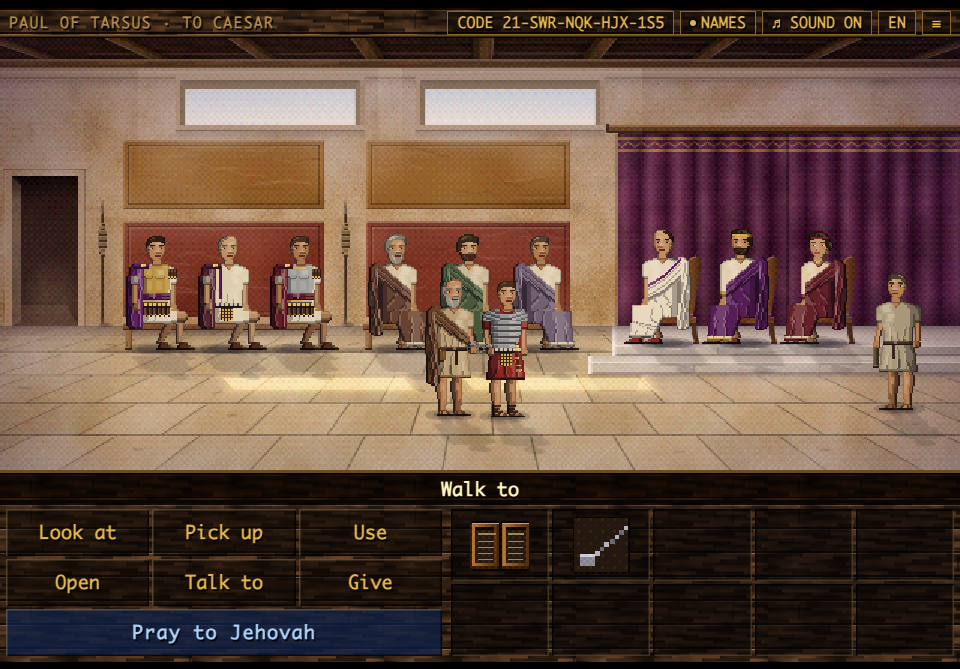 PAUL OF TARSUS · TO CAESAR
CODE 21-SWR-NQK-HJX-1S5
• NAMES
♬ SOUND ON
EN
≡
Walk to
Look at
Pick up
Use
Open
Talk to
Give
Pray to Jehovah